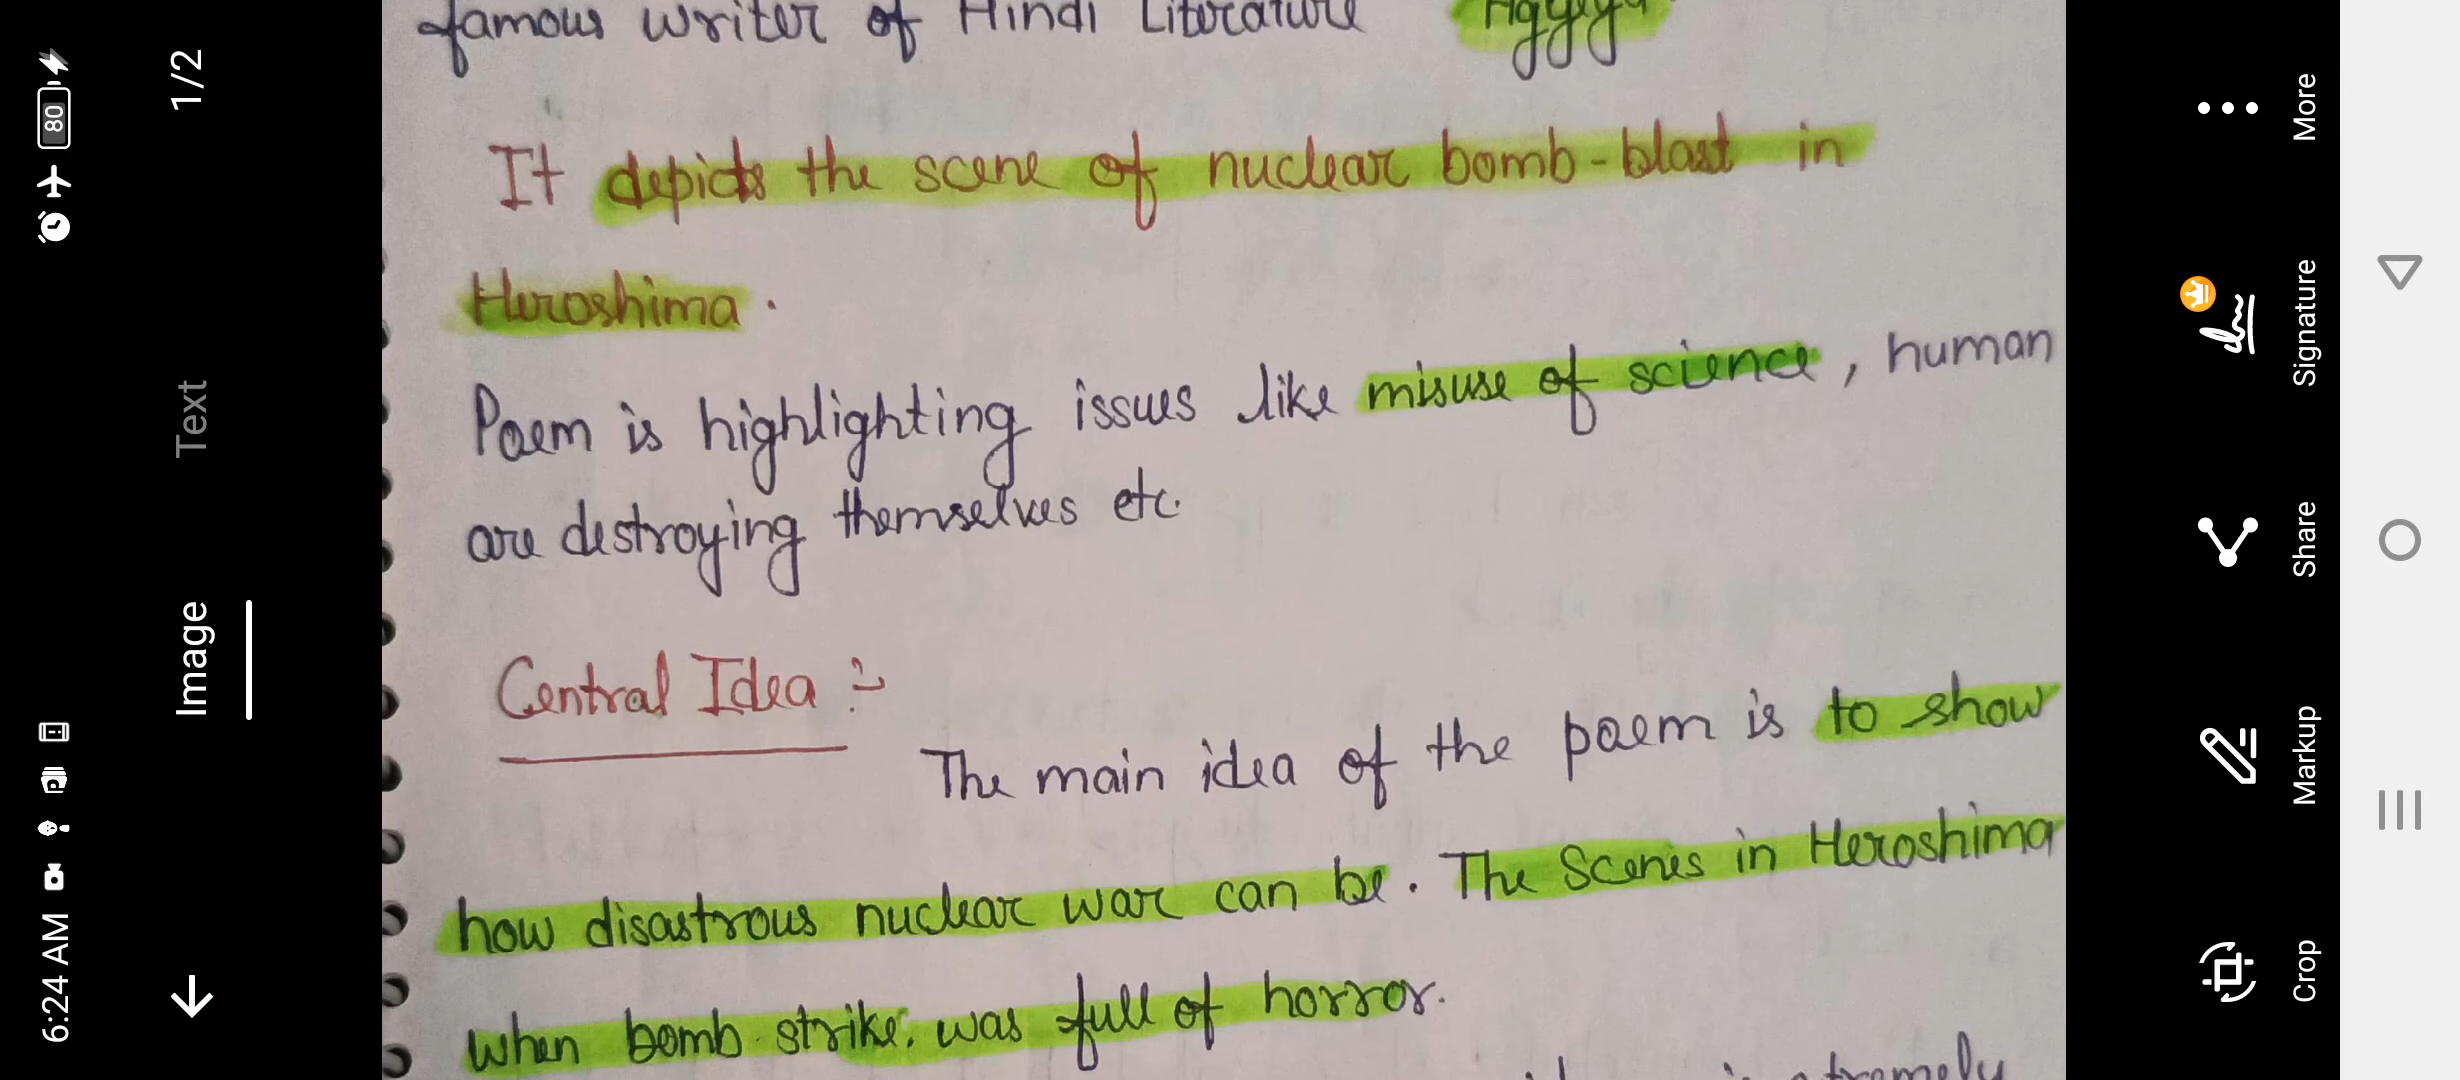 famous writer of Hindi Literature Agyeya
It depicts the scene of nuclear bomb-blast in
Heroshima.
Poem is highlighting issues like misuse of science, human
are destroying themselves etc.
Central Idea :-
The main idea of the poem is to show
how disastrous nuclear war can be. The Scenes in Heroshima
when bomb strike, was full of horror.
6:24 AM
80
Image
Text
1/2
Crop
Markup
Share
Signature
More